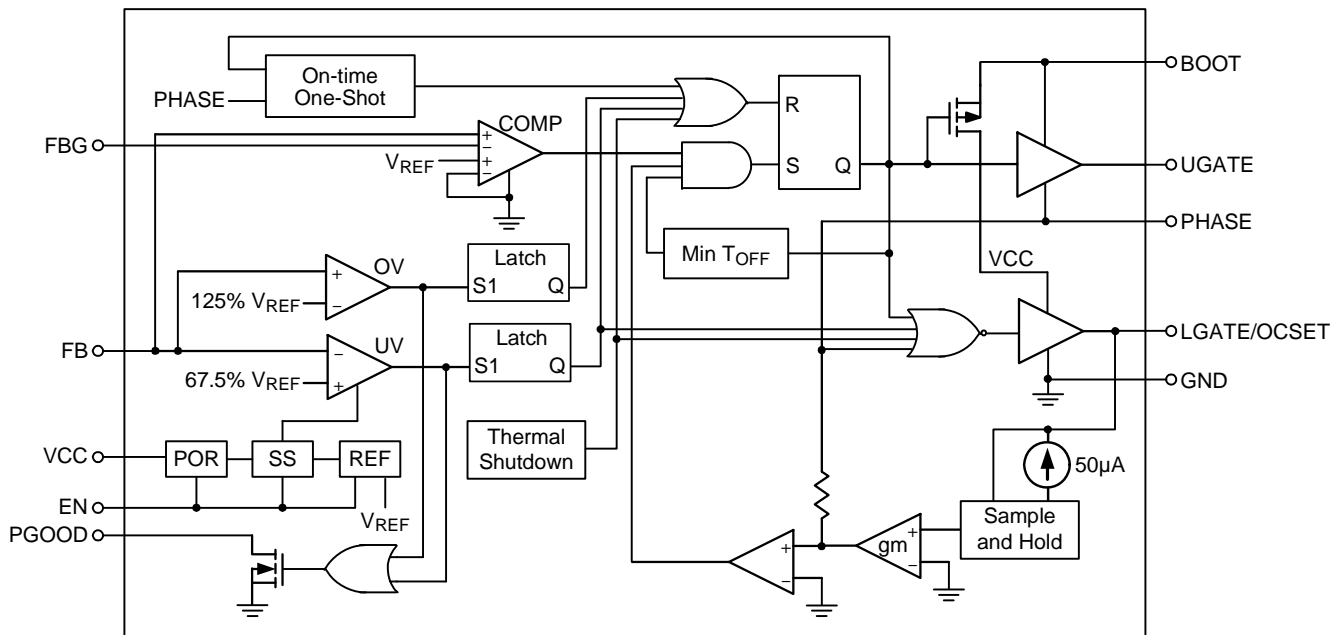 On-time
One-Shot
PHASE
FBG
COMP
+
−
+
−
VREF
R
S
Q
BOOT
UGATE
PHASE
Min TOFF
VCC
OV
+
−
125% VREF
Latch
S1
Q
LGATE/OCSET
FB
UV
−
+
67.5% VREF
Latch
S1
Q
GND
Thermal
Shutdown
VCC
POR
SS
REF
50µA
EN
VREF
Sample
and Hold
PGOOD
+
−
gm
+
−